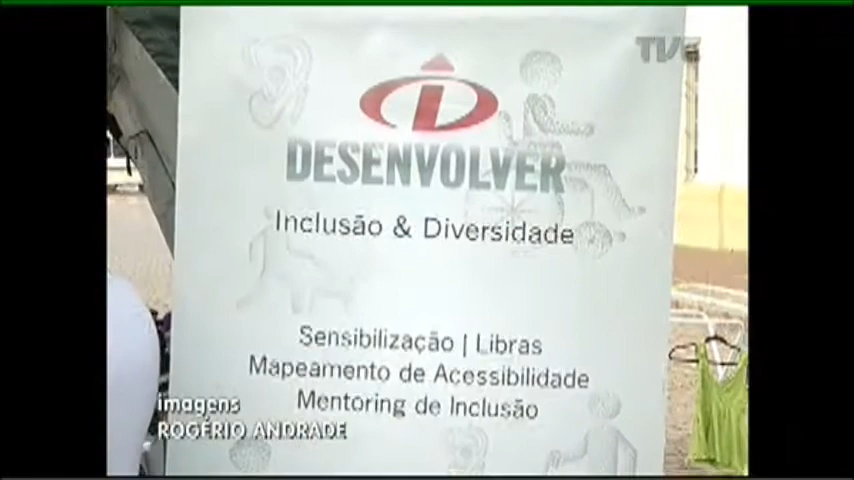 TVE
DESENVOLVER
Inclusão & Diversidade
Sensibilização | Libras
Mapeamento de Acessibilidade
Mentoring de Inclusão
imagens
ROGÉRIO ANDRADE